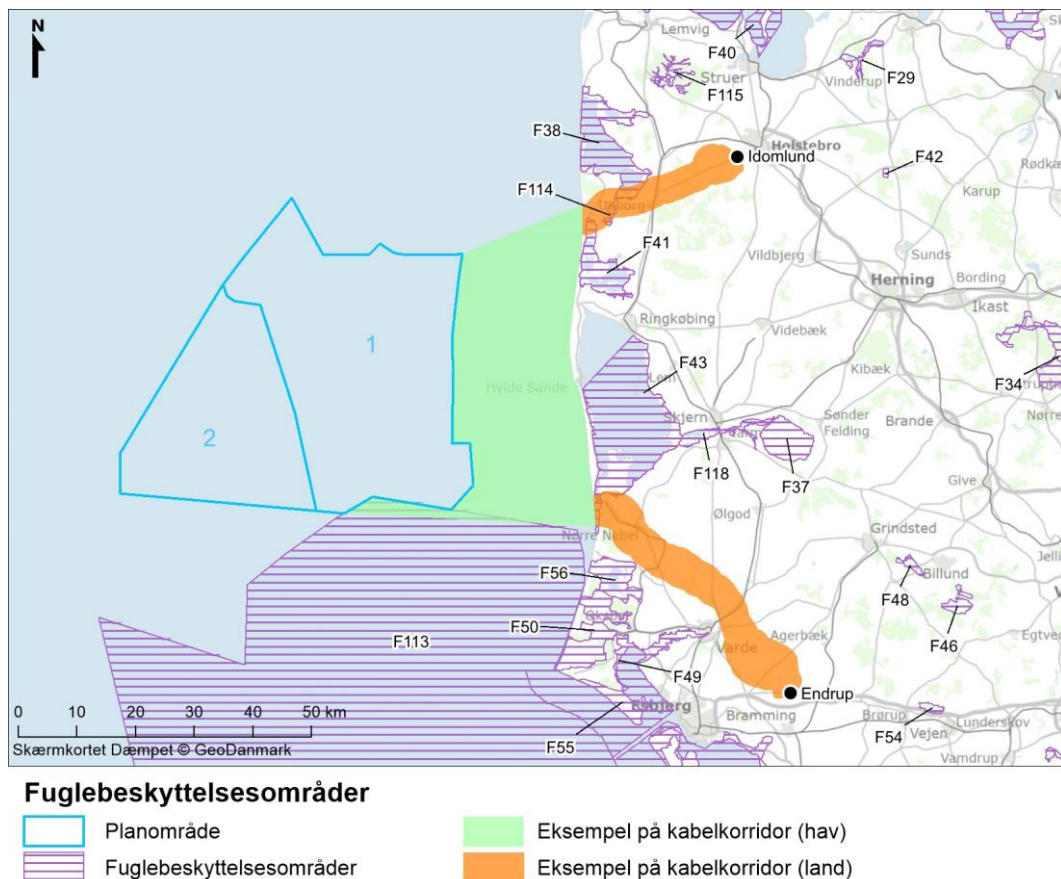 N
Lemvig
F40
Struer
F115
F29
Vinderup
F38
Holstebro
Idomlund
F42
Karup
F114
Ulfborg
F41
Vildbjerg
Sunds
Herning
Bording
Ikast
1
Ringkøbing
Videbæk
F43
Hvide Sande
Lem
Kibæk
F34
2
Skjern
Tarm
Sønder
Felding
Brande
F118
F37
Give
Ølgod
Grindsted
Nørre Nebel
F56
F48
Billund
F50
Oksbøl
F46
F113
Varde
Agerbæk
F49
Endrup
0 10 20 30 40 50 km
Esbjerg
Bramming
Brørup
Lunderskov
F54
Vejen
F55
Vamdrup
Skærmkortet Dæmpet © GeoDanmark
Fuglebeskyttelsesområder
Planområde
Eksempel på kabelkorridor (hav)
Fuglebeskyttelsesområder
Eksempel på kabelkorridor (land)